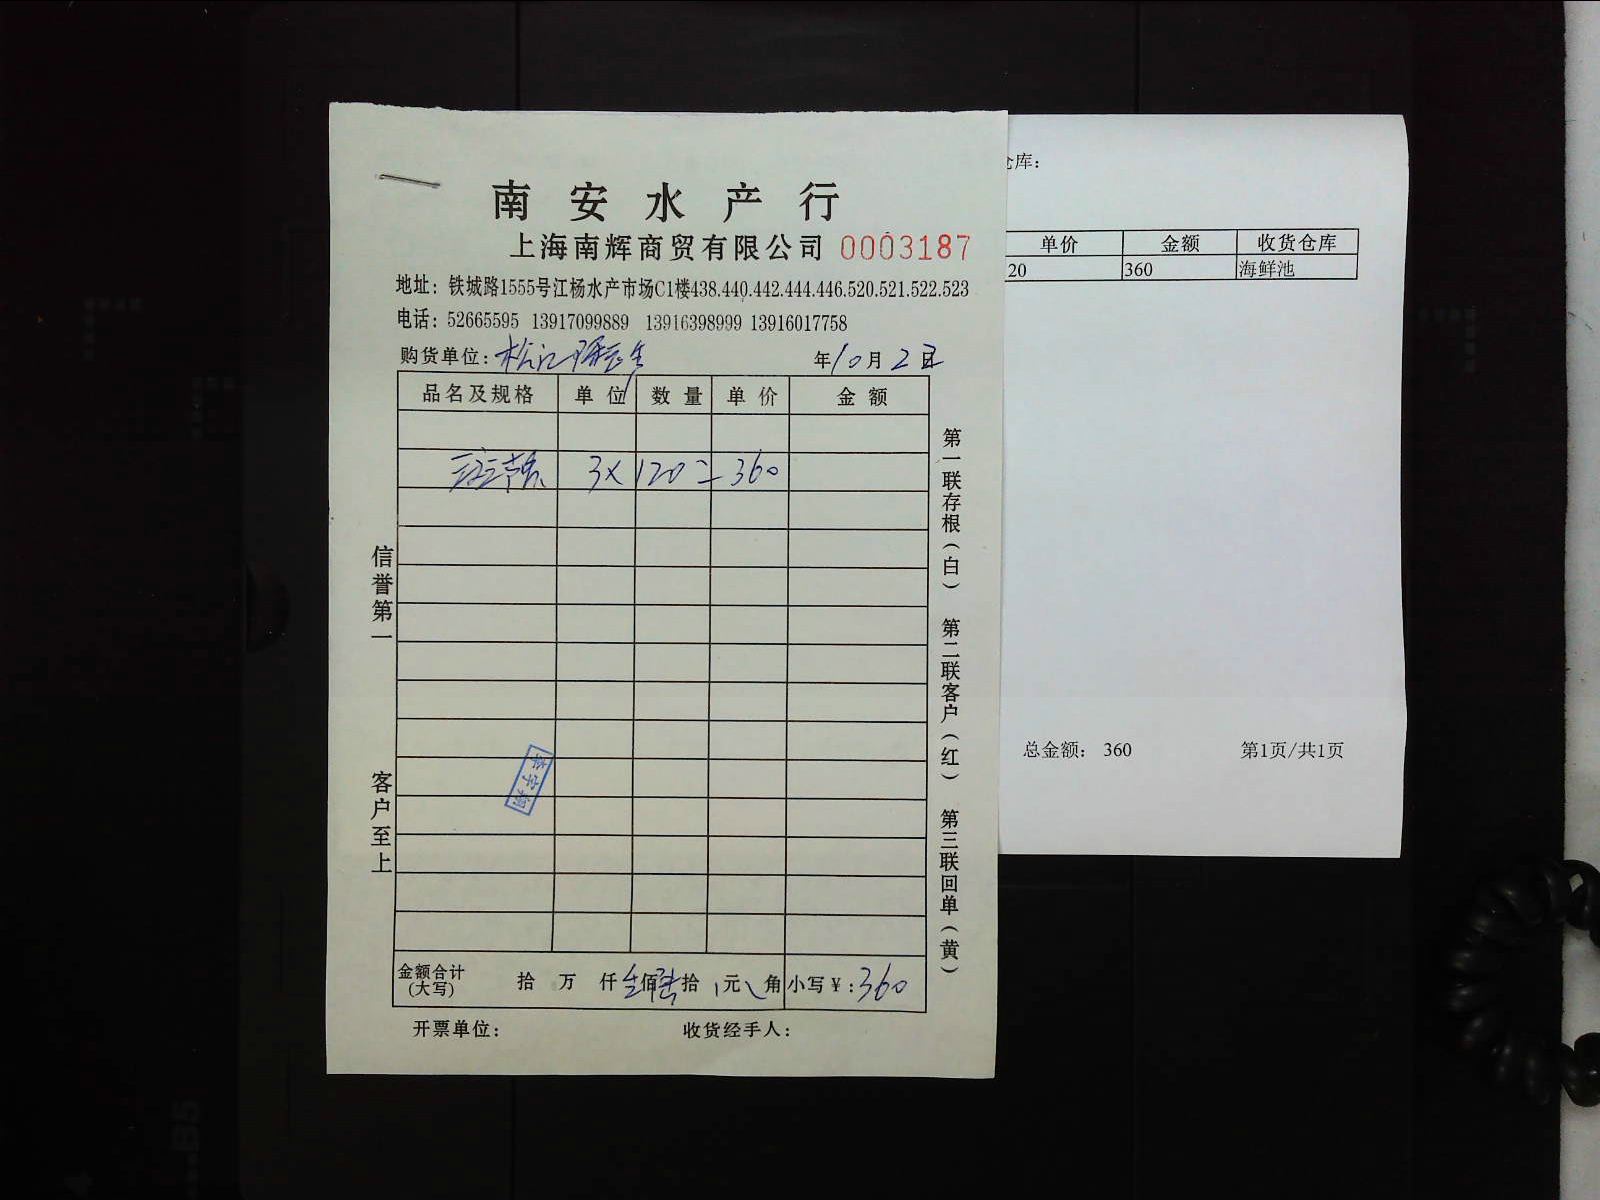 南安水产行
上海南辉商贸有限公司 0003187
地址：铁城路1555号江杨水产市场C1楼438.440.442.444.446.520.521.522.523
电话：52665595 13917099889 13916398999 13916017758
购货单位：松江 年10月2日
品名及规格 单位 数量 单价 金额
3×120=360
金额合计 拾 万 仟叁佰陆拾 元 角 小写￥：360
(大写)
开票单位： 收货经手人：
信誉第一
客户至上
第一联存根（白） 第二联客户（红） 第三联回单（黄）
仓库：
单价 金额 收货仓库
20 360 海鲜池
总金额： 360 第1页/共1页